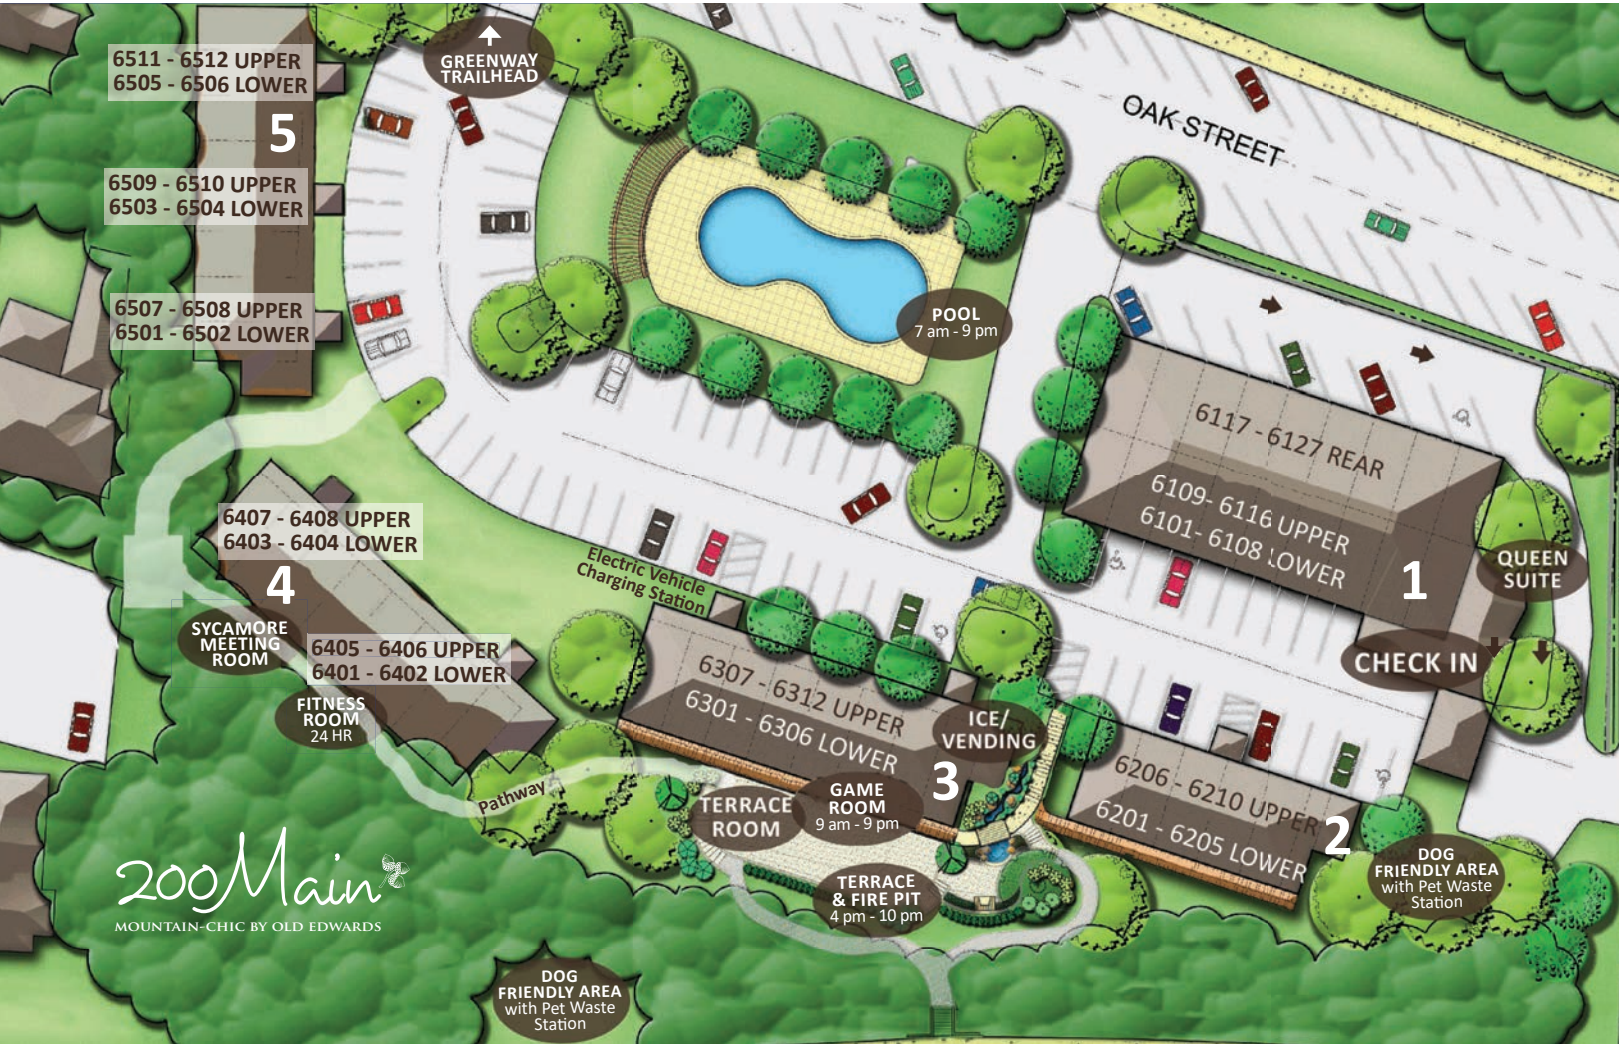 GREENWAY
TRAILHEAD
6511 - 6512 UPPER
6505 - 6506 LOWER
5
6509 - 6510 UPPER
6503 - 6504 LOWER
6507 - 6508 UPPER
6501 - 6502 LOWER
OAK STREET
POOL
7 am - 9 pm
6117 - 6127 REAR
6109- 6116 UPPER
6101- 6108 LOWER
1
QUEEN
SUITE
CHECK IN
6407 - 6408 UPPER
6403 - 6404 LOWER
4
SYCAMORE
MEETING
ROOM
6405 - 6406 UPPER
6401 - 6402 LOWER
FITNESS
ROOM
24 HR
Electric Vehicle
Charging Station
6307 - 6312 UPPER
6301 - 6306 LOWER
3
ICE/
VENDING
GAME
ROOM
9 am - 9 pm
TERRACE
ROOM
Pathway
6206 - 6210 UPPER
6201 - 6205 LOWER
2
TERRACE
& FIRE PIT
4 pm - 10 pm
DOG
FRIENDLY AREA
with Pet Waste
Station
200 Main
MOUNTAIN-CHIC BY OLD EDWARDS
DOG
FRIENDLY AREA
with Pet Waste
Station